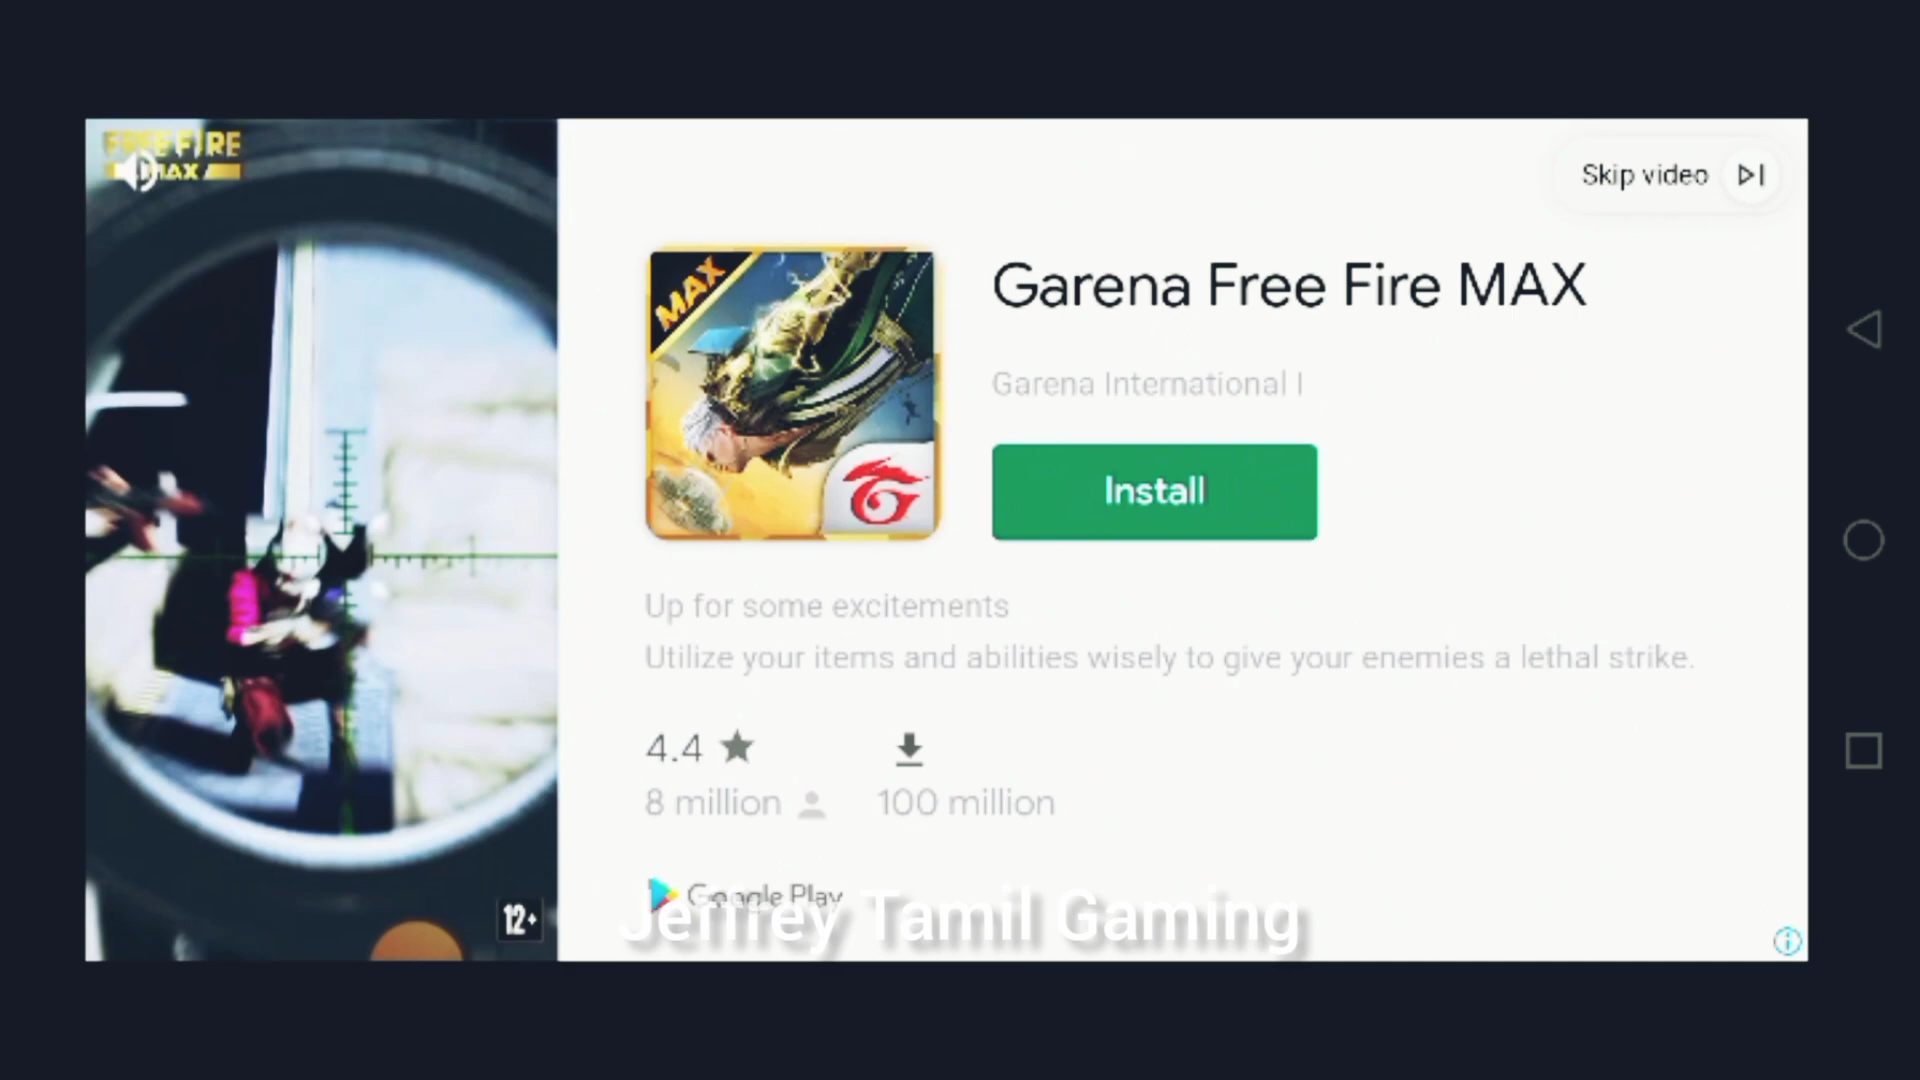 FREE FIRE
MAX
Skip video
MAX
Garena Free Fire MAX
Garena International I
Install
Up for some excitements
Utilize your items and abilities wisely to give your enemies a lethal strike.
4.4
8 million
100 million
Google Play
Jeffrey Tamil Gaming
12+